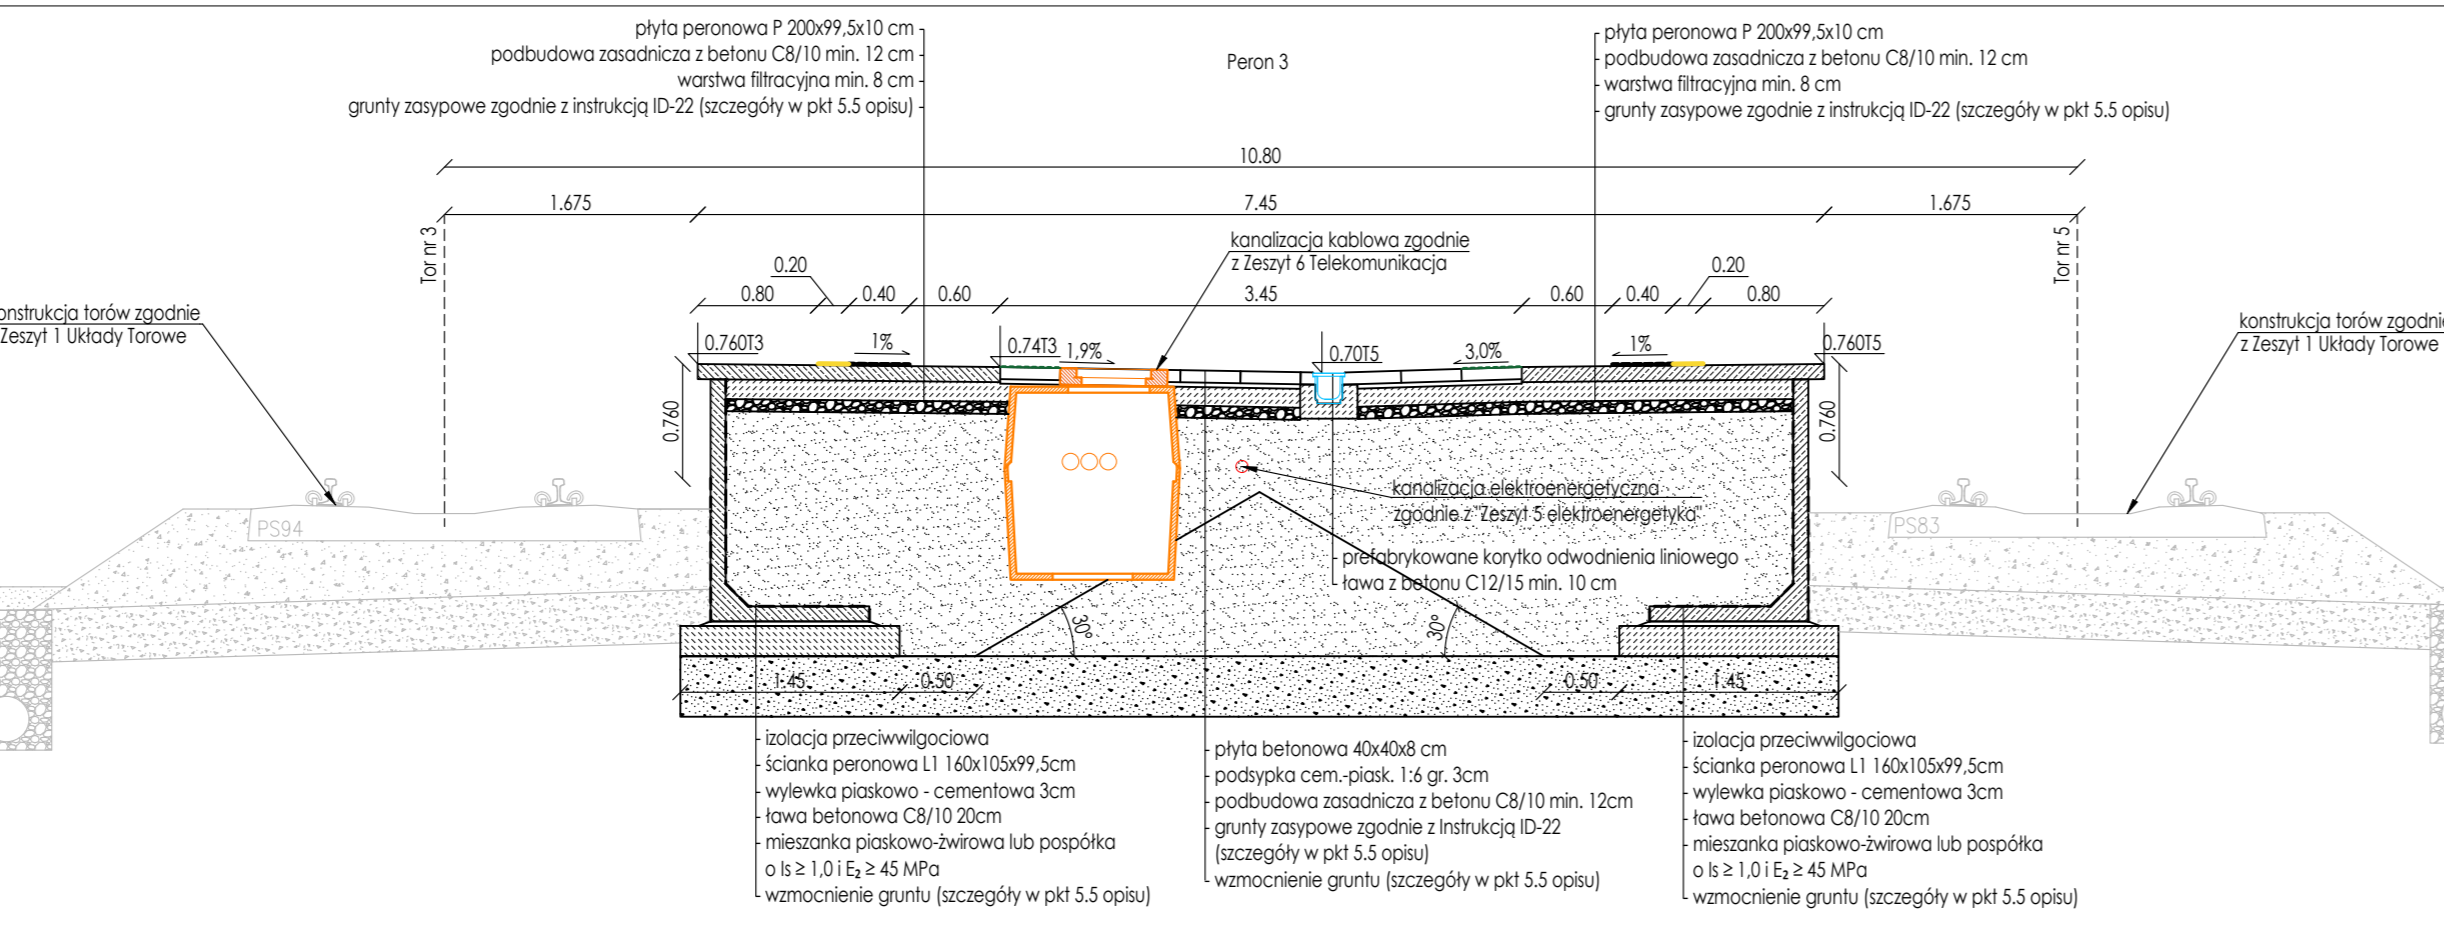 płyta peronowa P 200x99,5x10 cm
podbudowa zasadnicza z betonu C8/10 min. 12 cm
warstwa filtracyjna min. 8 cm
grunty zasypowe zgodnie z instrukcją ID-22 (szczegóły w pkt 5.5 opisu)
Peron 3
płyta peronowa P 200x99,5x10 cm
podbudowa zasadnicza z betonu C8/10 min. 12 cm
warstwa filtracyjna min. 8 cm
grunty zasypowe zgodnie z instrukcją ID-22 (szczegóły w pkt 5.5 opisu)
10.80
1.675
7.45
1.675
Tor nr 3
Tor nr 5
kanalizacja kablowa zgodnie
z Zeszyt 6 Telekomunikacja
0.20
0.20
0.80
0.40
0.60
3.45
0.60
0.40
0.80
onstrukcja torów zgodnie
Zeszyt 1 Układy Torowe
konstrukcja torów zgodnie
z Zeszyt 1 Układy Torowe
0.760T3
1%
0.74T3
1,9%
0.70T5
3,0%
1%
0.760T5
0.760
0.760
kanalizacja elektroenergetyczna
zgodnie z "Zeszyt 5 elektroenergetyka"
PS94
PS83
prefabrykowane korytko odwodnienia liniowego
ława z betonu C12/15 min. 10 cm
30°
30°
1.45
0.50
0.50
1.45
izolacja przeciwwilgociowa
ścianka peronowa L1 160x105x99,5cm
wylewka piaskowo - cementowa 3cm
ława betonowa C8/10 20cm
mieszanka piaskowo-żwirowa lub pospółka
o Is ≥ 1,0 i E₂ ≥ 45 MPa
wzmocnienie gruntu (szczegóły w pkt 5.5 opisu)
płyta betonowa 40x40x8 cm
podsypka cem.-piask. 1:6 gr. 3cm
podbudowa zasadnicza z betonu C8/10 min. 12cm
grunty zasypowe zgodnie z Instrukcją ID-22
(szczegóły w pkt 5.5 opisu)
wzmocnienie gruntu (szczegóły w pkt 5.5 opisu)
izolacja przeciwwilgociowa
ścianka peronowa L1 160x105x99,5cm
wylewka piaskowo - cementowa 3cm
ława betonowa C8/10 20cm
mieszanka piaskowo-żwirowa lub pospółka
o Is ≥ 1,0 i E₂ ≥ 45 MPa
wzmocnienie gruntu (szczegóły w pkt 5.5 opisu)